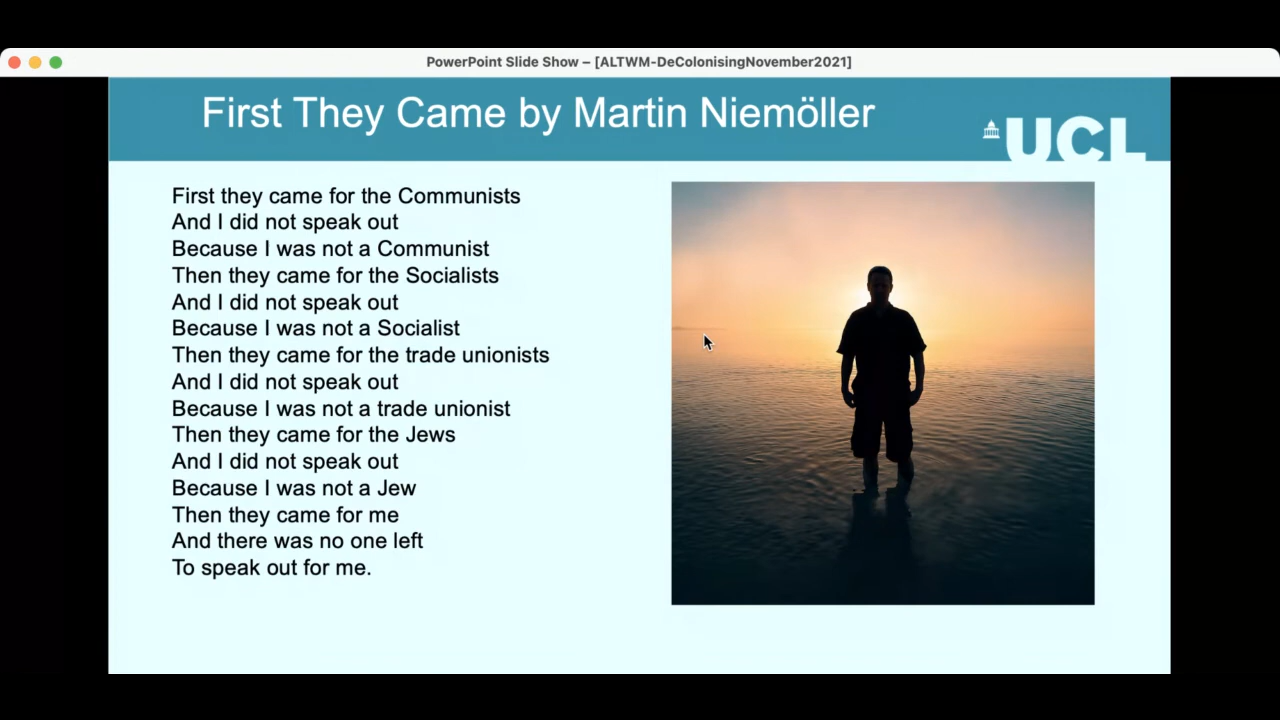 PowerPoint Slide Show – [ALTWM-DeColonisingNovember2021]
First They Came by Martin Niemöller
UCL
First they came for the Communists
And I did not speak out
Because I was not a Communist
Then they came for the Socialists
And I did not speak out
Because I was not a Socialist
Then they came for the trade unionists
And I did not speak out
Because I was not a trade unionist
Then they came for the Jews
And I did not speak out
Because I was not a Jew
Then they came for me
And there was no one left
To speak out for me.